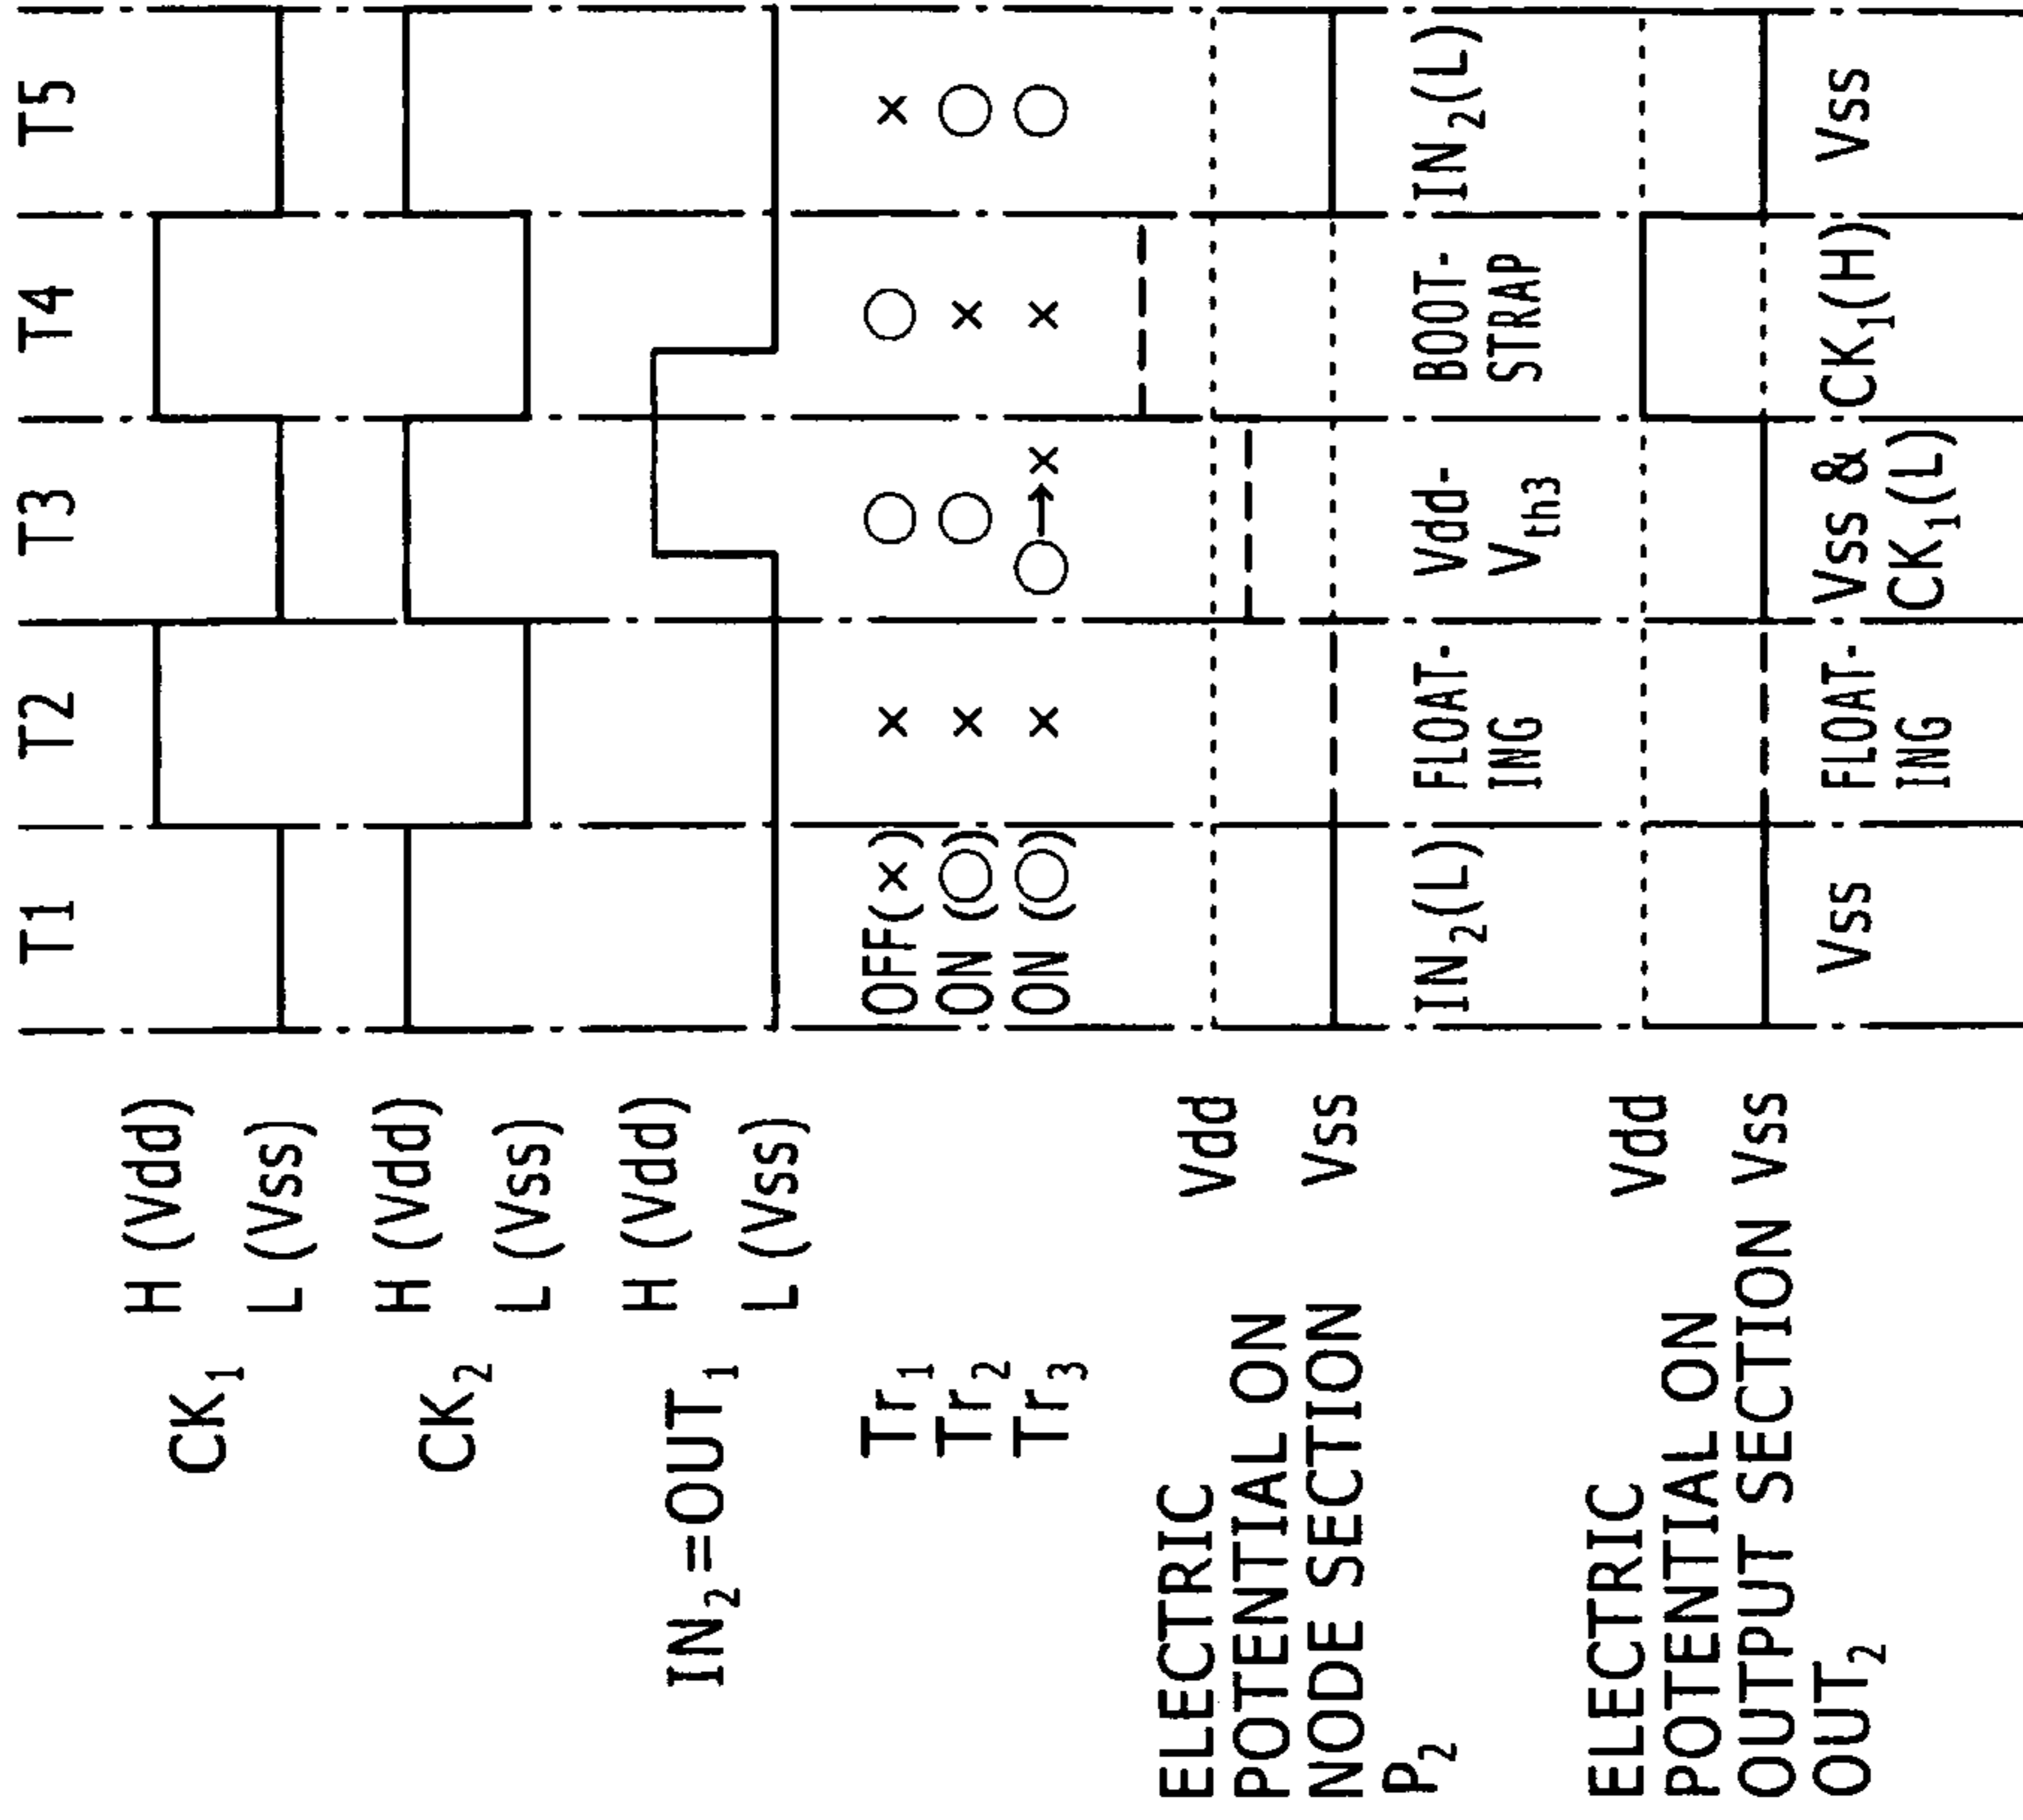 T1 T2 T3 T4 T5
H (Vdd)
CK₁
L (Vss)
H (Vdd)
CK₂
L (Vss)
H (Vdd)
IN₂=OUT₁
L (Vss)
Tr₁ OFF(×) × ○ ○ ×
Tr₂ ON (○) × ○ × ○
Tr₃ ON (○) × ○→× × ○
ELECTRIC
POTENTIAL ON
NODE SECTION
P₂
Vdd
Vss
IN₂(L) FLOAT- Vdd- BOOT- IN₂(L)
ING Vth3 STRAP
ELECTRIC
POTENTIAL ON
OUTPUT SECTION
OUT₂
Vdd
Vss
Vss FLOAT- Vss & CK₁(H) Vss
ING CK₁(L)